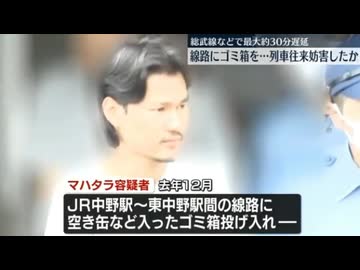 総武線などで最大約30分遅延
線路にゴミ箱を…列車往来妨害したか
マハタラ容疑者 去年12月
JR中野駅～東中野駅間の線路に
空き缶など入ったゴミ箱投げ入れ―